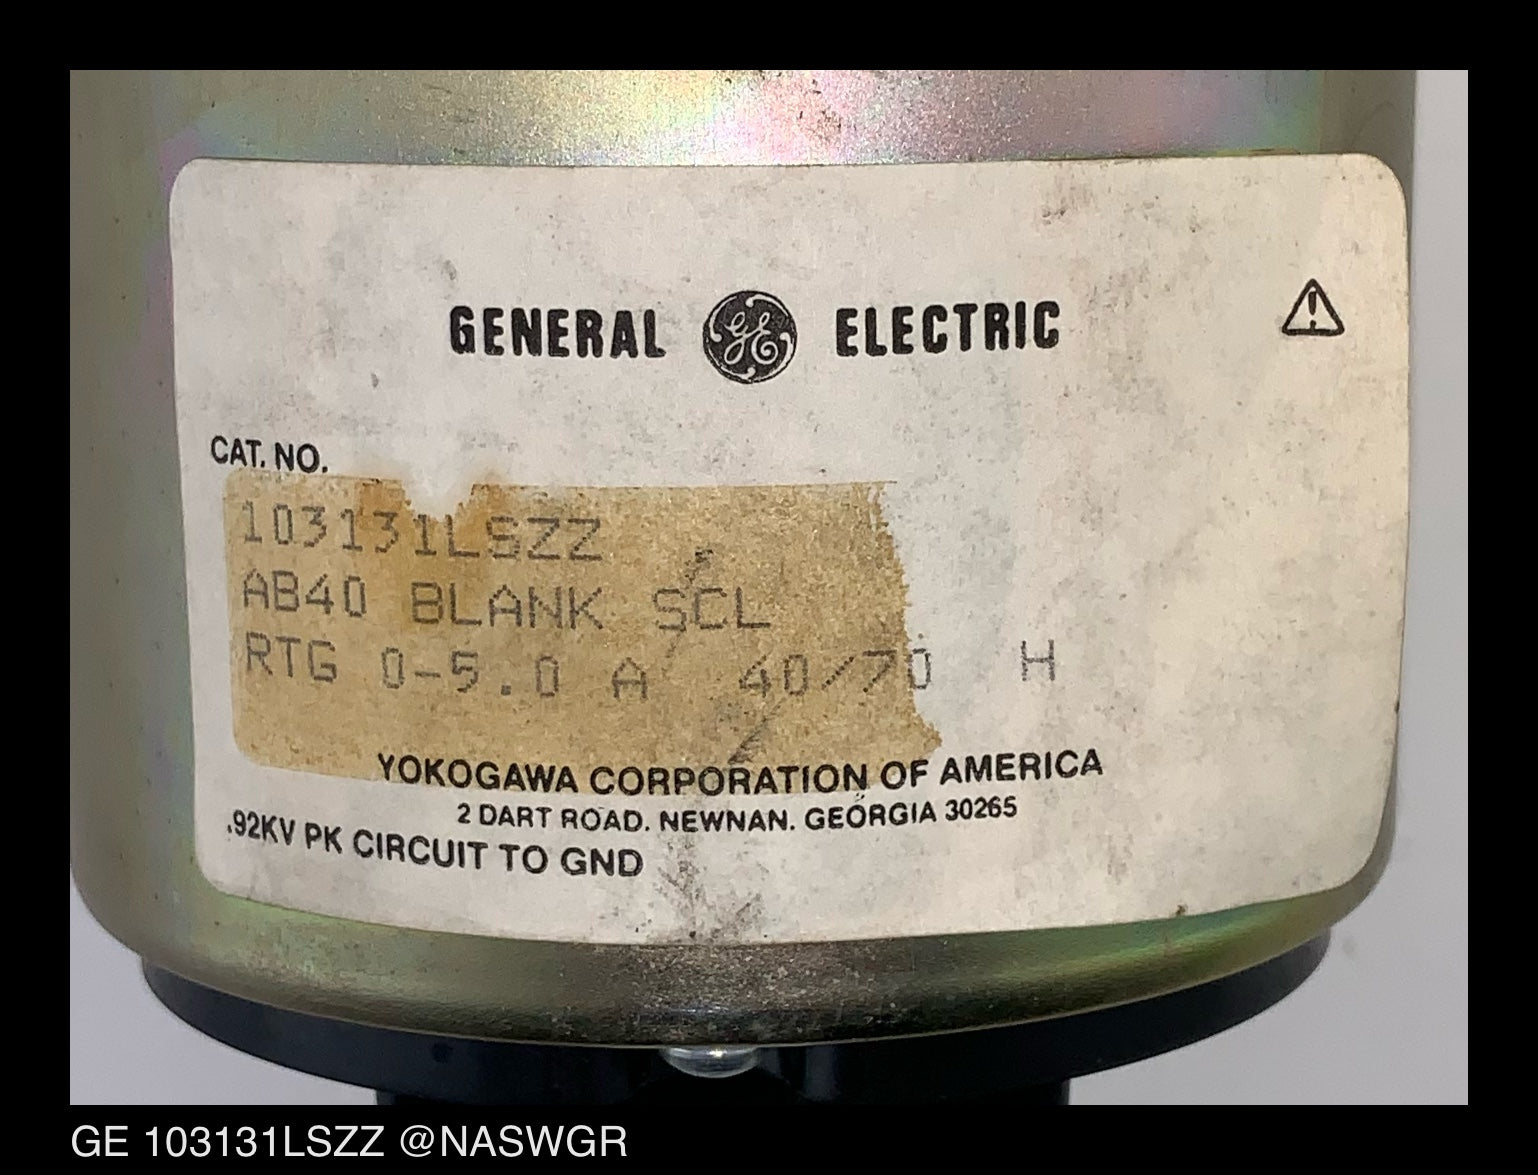 GENERAL GE ELECTRIC
CAT. NO.
103131LSZZ
AB40 BLANK SCL
RTG 0-5.0 A 40/70 H
YOKOGAWA CORPORATION OF AMERICA
2 DART ROAD. NEWNAN. GEORGIA 30265
.92KV PK CIRCUIT TO GND
GE 103131LSZZ @NASWGR